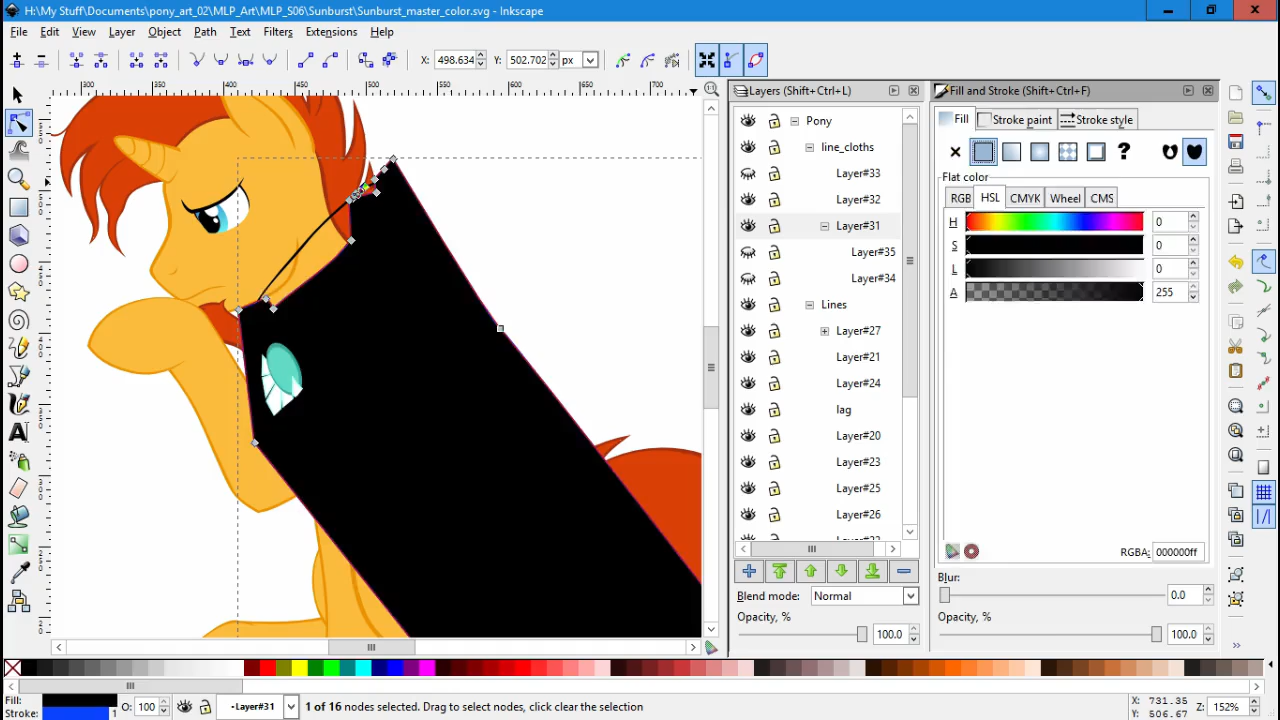 H:\My Stuff\Documents\pony_art_02\MLP_Art\MLP_S06\Sunburst\Sunburst_master_color.svg - Inkscape
File Edit View Layer Object Path Text Filters Extensions Help
X: 498.634 Y: 502.702 px
300 400 500 600 700
Layers (Shift+Ctrl+L)
Pony
line_cloths
Layer#33
Layer#32
Layer#31
Layer#35
Layer#34
Lines
Layer#27
Layer#21
Layer#24
lag
Layer#20
Layer#23
Layer#25
Layer#26
Blend mode: Normal
Opacity, %
100.0
Fill and Stroke (Shift+Ctrl+F)
Fill Stroke paint Stroke style
?
Flat color
RGB HSL CMYK Wheel CMS
H 0
S 0
L 0
A 255
RGBA: 000000ff
Blur:
0.0
Opacity, %
100.0
Fill:
Stroke: 1
O: 100
-Layer#31
1 of 16 nodes selected. Drag to select nodes, click clear the selection
X: 731.35
Y: 506.67
Z: 152%